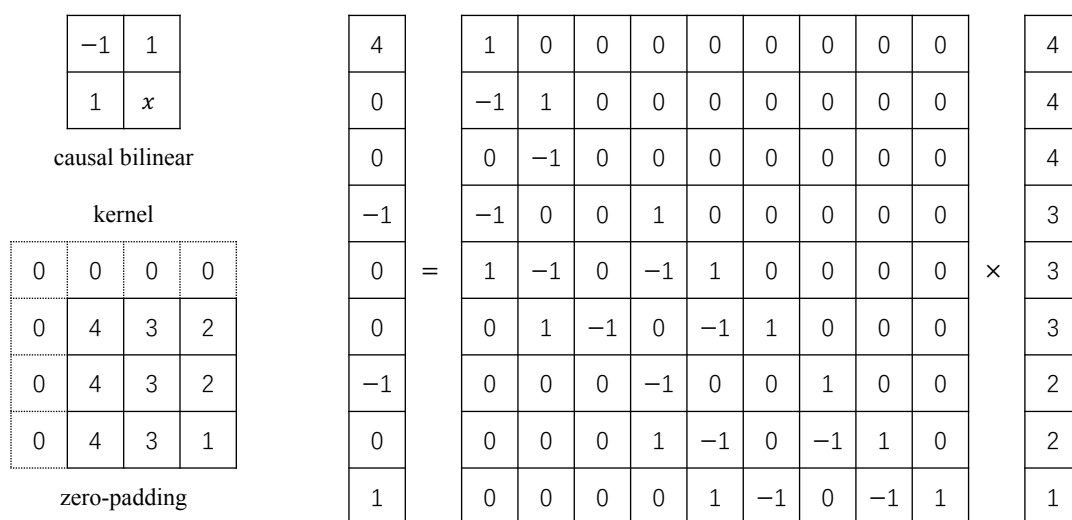 −1 1
1 x
causal bilinear
kernel
0 0 0 0
0 4 3 2
0 4 3 2
0 4 3 1
zero-padding
4 1 0 0 0 0 0 0 0 0 4
0 −1 1 0 0 0 0 0 0 0 4
0 0 −1 0 0 0 0 0 0 0 4
−1 −1 0 0 1 0 0 0 0 0 3
0 = 1 −1 0 −1 1 0 0 0 0 × 3
0 0 1 −1 0 −1 1 0 0 0 3
−1 0 0 0 −1 0 0 1 0 0 2
0 0 0 0 1 −1 0 −1 1 0 2
1 0 0 0 0 1 −1 0 −1 1 1